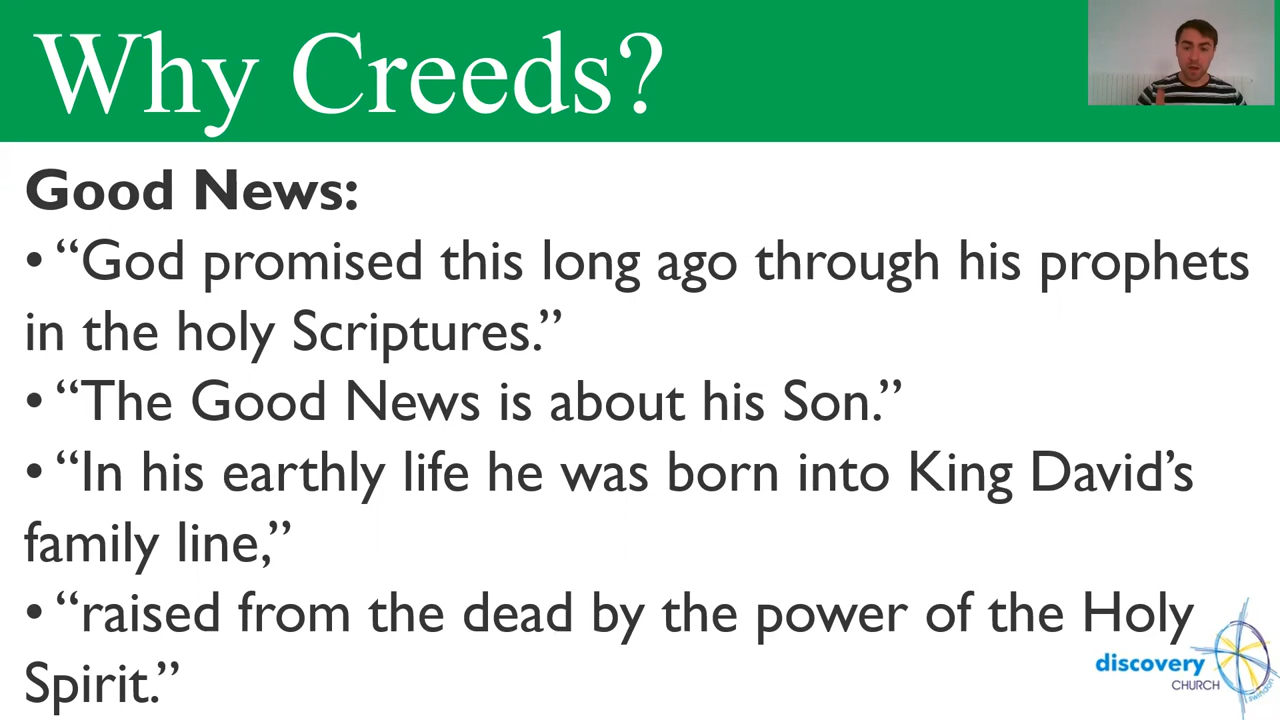 Why Creeds?
Good News:
• “God promised this long ago through his prophets
in the holy Scriptures.”
• “The Good News is about his Son.”
• “In his earthly life he was born into King David’s
family line,”
• “raised from the dead by the power of the Holy
Spirit.”
discovery
CHURCH
swindon